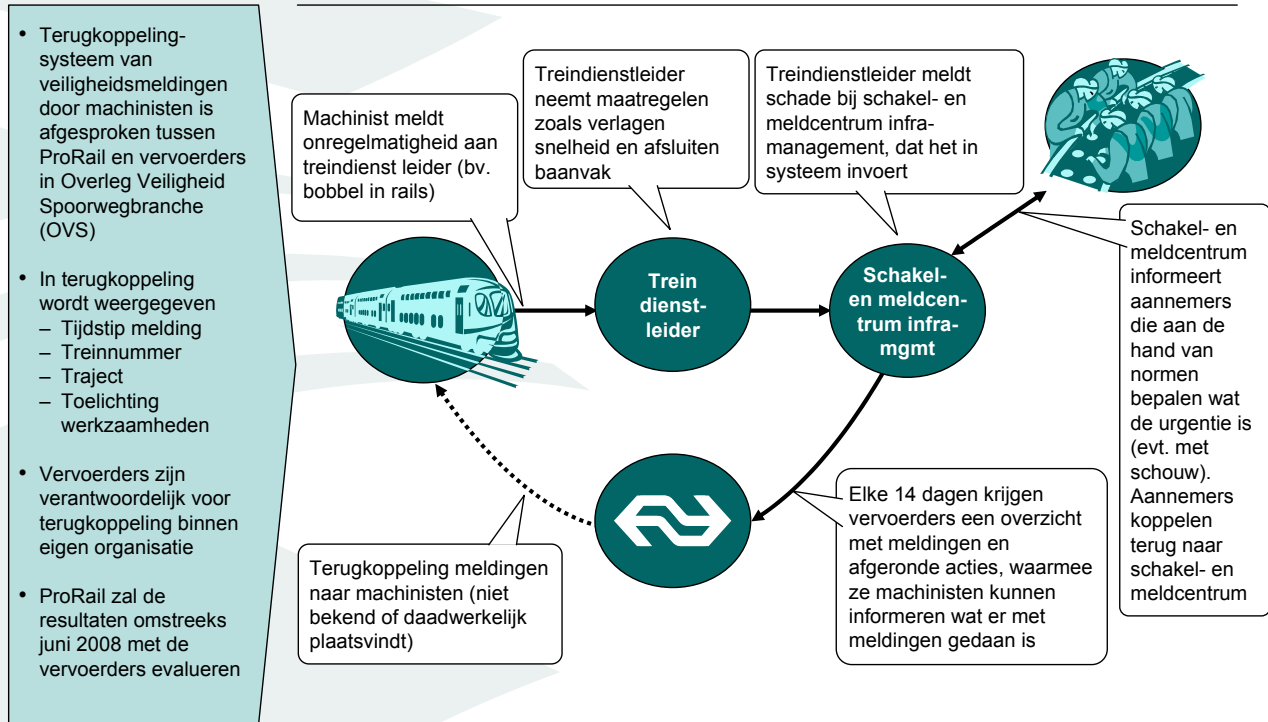 • Terugkoppeling-
systeem van
veiligheidsmeldingen
door machinisten is
afgesproken tussen
ProRail en vervoerders
in Overleg Veiligheid
Spoorwegbranche
(OVS)
• In terugkoppeling
wordt weergegeven
– Tijdstip melding
– Treinnummer
– Traject
– Toelichting
werkzaamheden
• Vervoerders zijn
verantwoordelijk voor
terugkoppeling binnen
eigen organisatie
• ProRail zal de
resultaten omstreeks
juni 2008 met de
vervoerders evalueren
Machinist meldt
onregelmatigheid aan
treindienst leider (bv.
bobbel in rails)
Treindienstleider
neemt maatregelen
zoals verlagen
snelheid en afsluiten
baanvak
Treindienstleider meldt
schade bij schakel- en
meldcentrum infra-
management, dat het in
systeem invoert
Trein
dienst-
leider
Schakel-
en meldcen-
trum infra-
mgmt
Schakel- en
meldcentrum
informeert
aannemers
die aan de
hand van
normen
bepalen wat
de urgentie is
(evt. met
schouw).
Aannemers
koppelen
terug naar
schakel- en
meldcentrum
Elke 14 dagen krijgen
vervoerders een overzicht
met meldingen en
afgeronde acties, waarmee
ze machinisten kunnen
informeren wat er met
meldingen gedaan is
Terugkoppeling meldingen
naar machinisten (niet
bekend of daadwerkelijk
plaatsvindt)